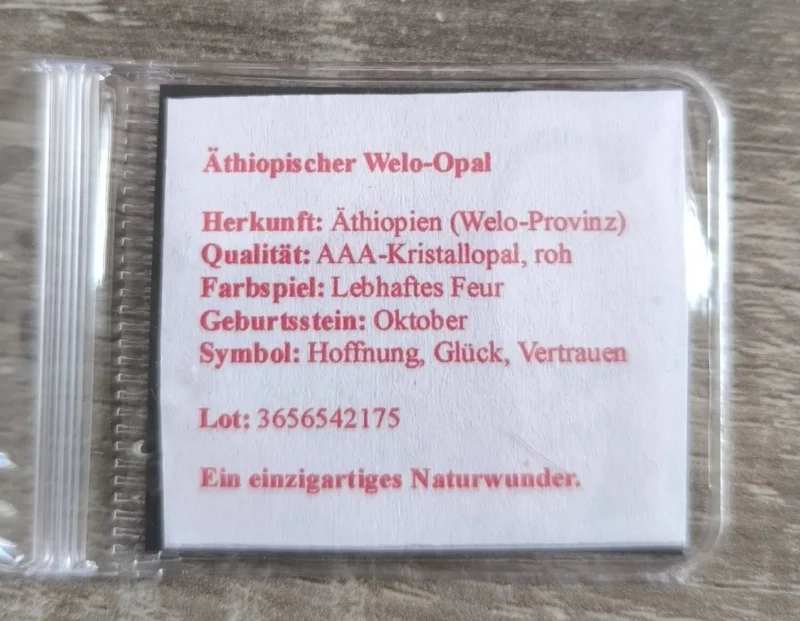 Äthiopischer Welo-Opal
Herkunft: Äthiopien (Welo-Provinz)
Qualität: AAA-Kristallopal, roh
Farbspiel: Lebhaftes Feur
Geburtsstein: Oktober
Symbol: Hoffnung, Glück, Vertrauen
Lot: 3656542175
Ein einzigartiges Naturwunder.